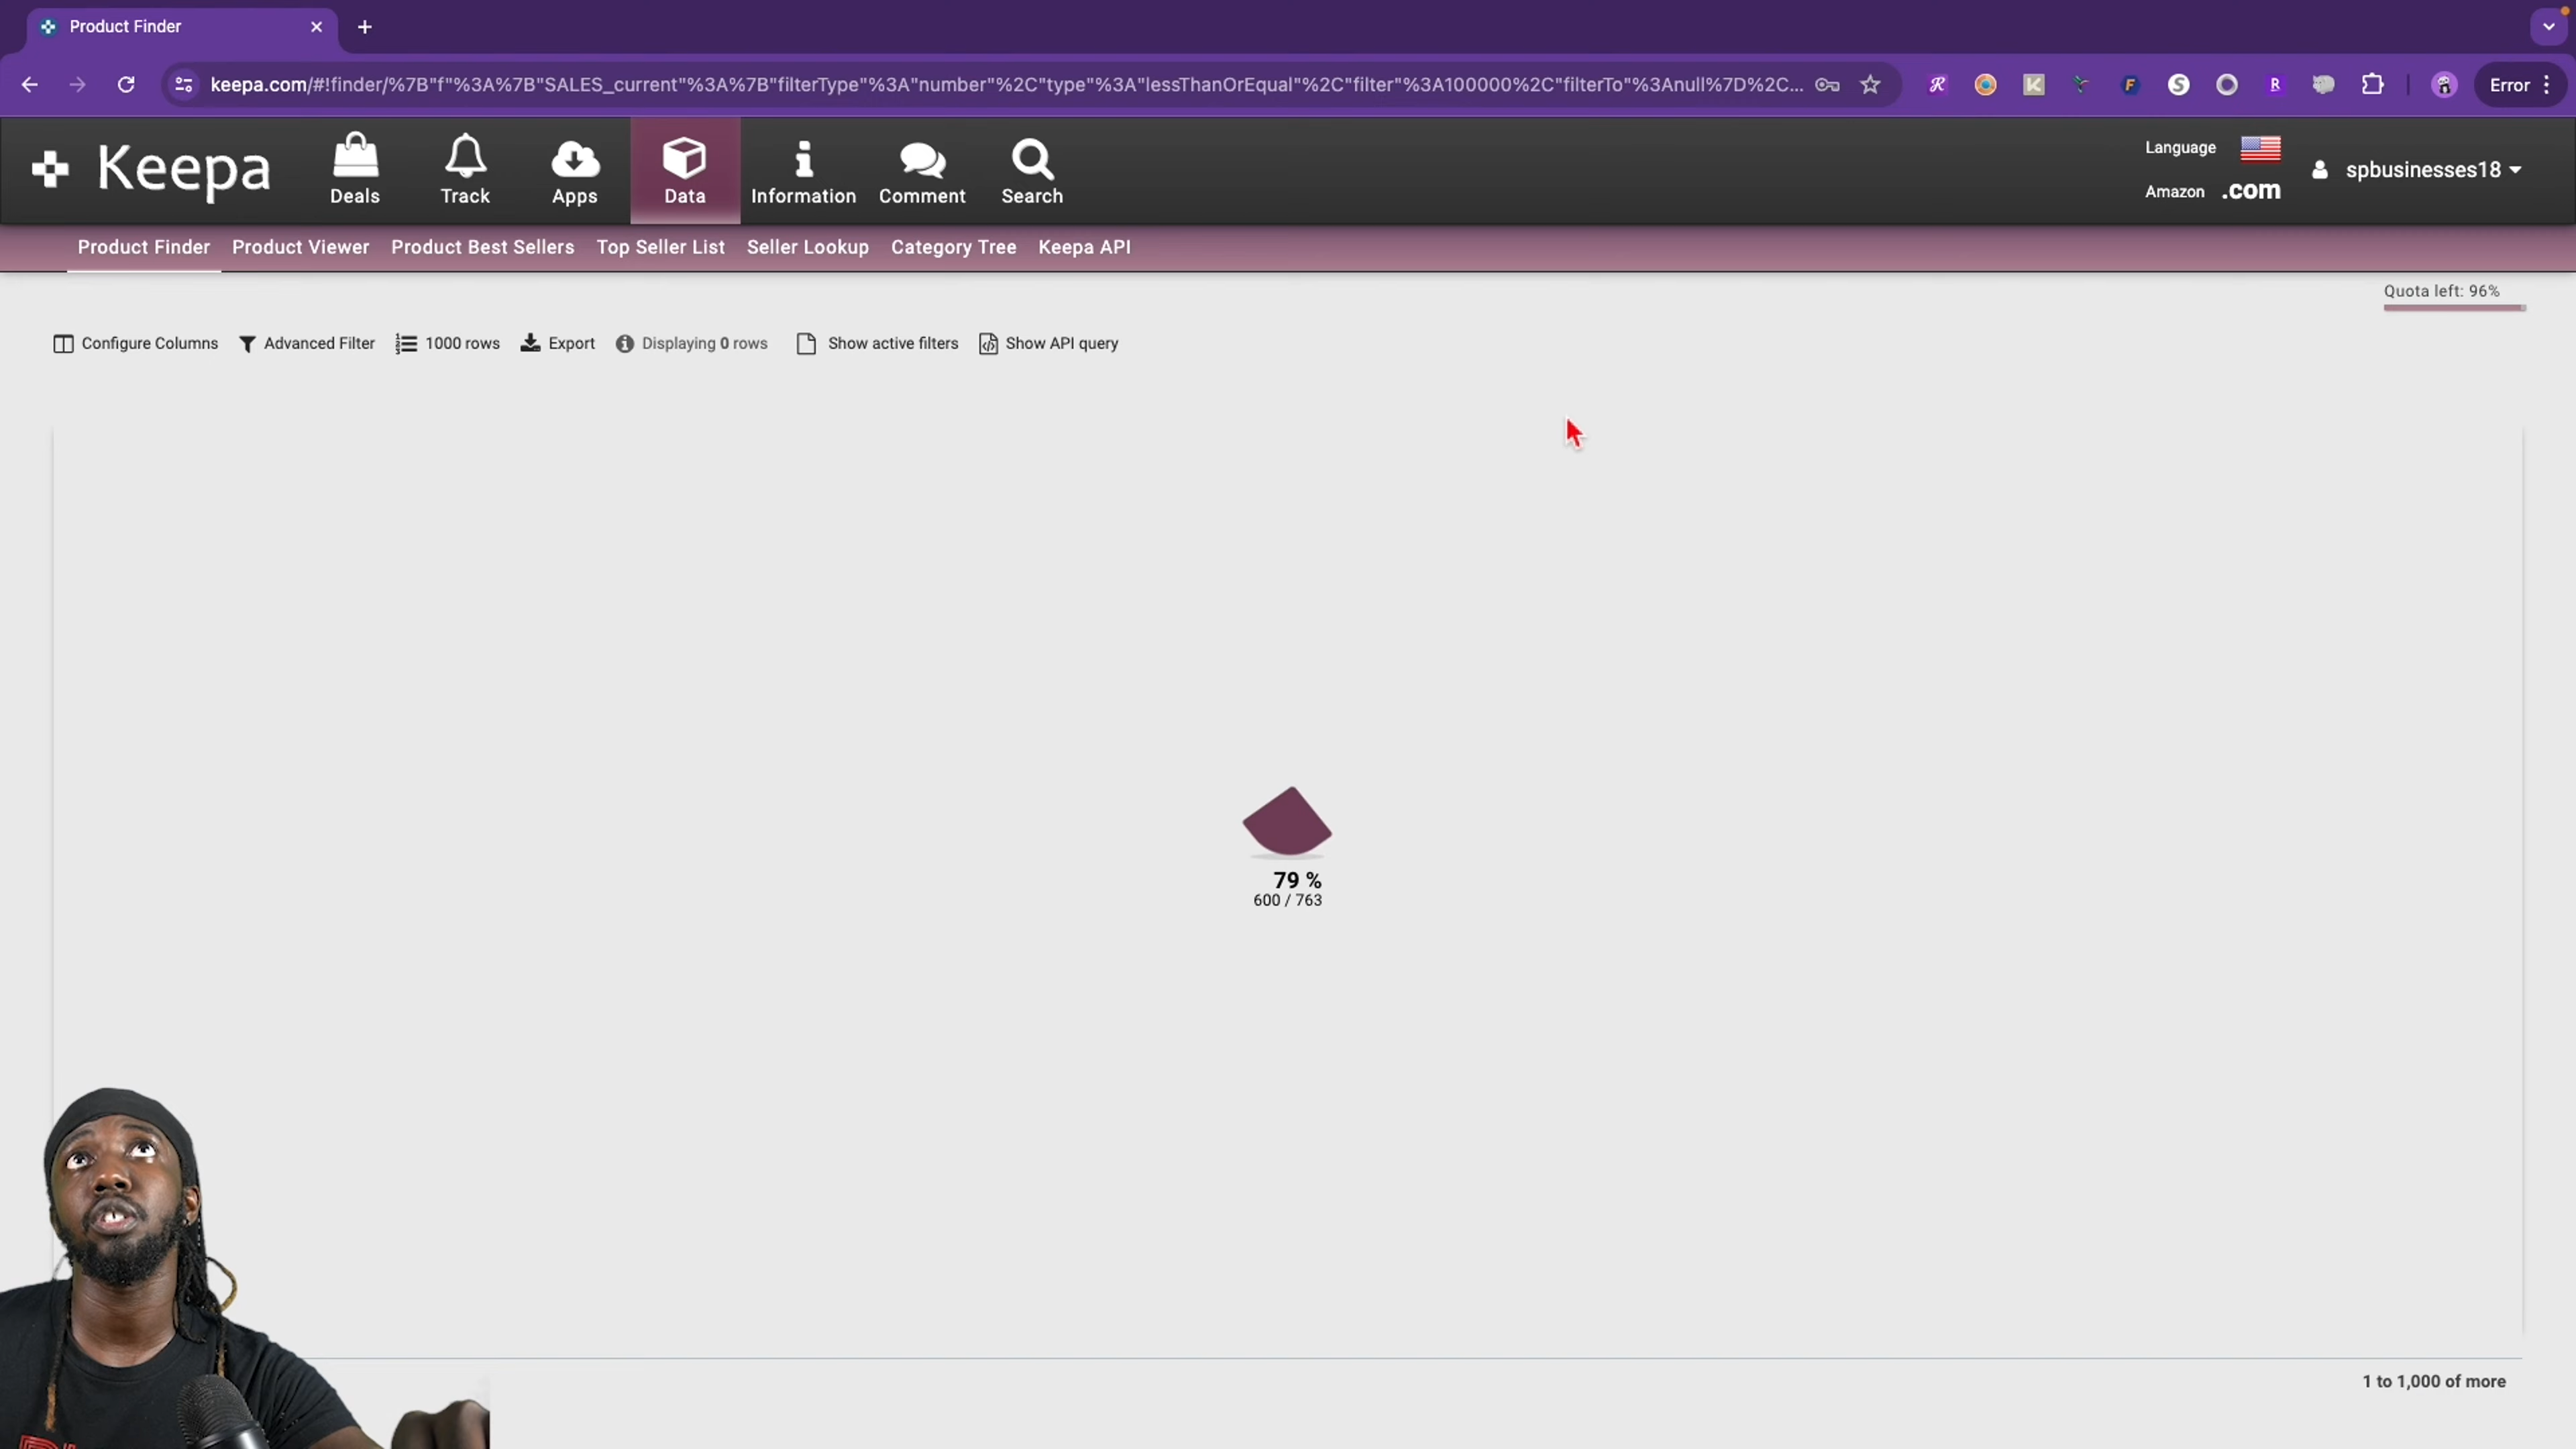 Product Finder
keepa.com/#!finder/%7B"f"%3A%7B"SALES_current"%3A%7B"filterType"%3A"number"%2C"type"%3A"lessThanOrEqual"%2C"filter"%3A100000%2C"filterTo"%3Anull%7D%2C...
Error
Keepa
Deals
Track
Apps
Data
Information
Comment
Search
Language
Amazon .com
spbusinesses18
Product Finder Product Viewer Product Best Sellers Top Seller List Seller Lookup Category Tree Keepa API
Quota left: 96%
Configure Columns Advanced Filter 1000 rows Export Displaying 0 rows Show active filters Show API query
79 %
600 / 763
1 to 1,000 of more